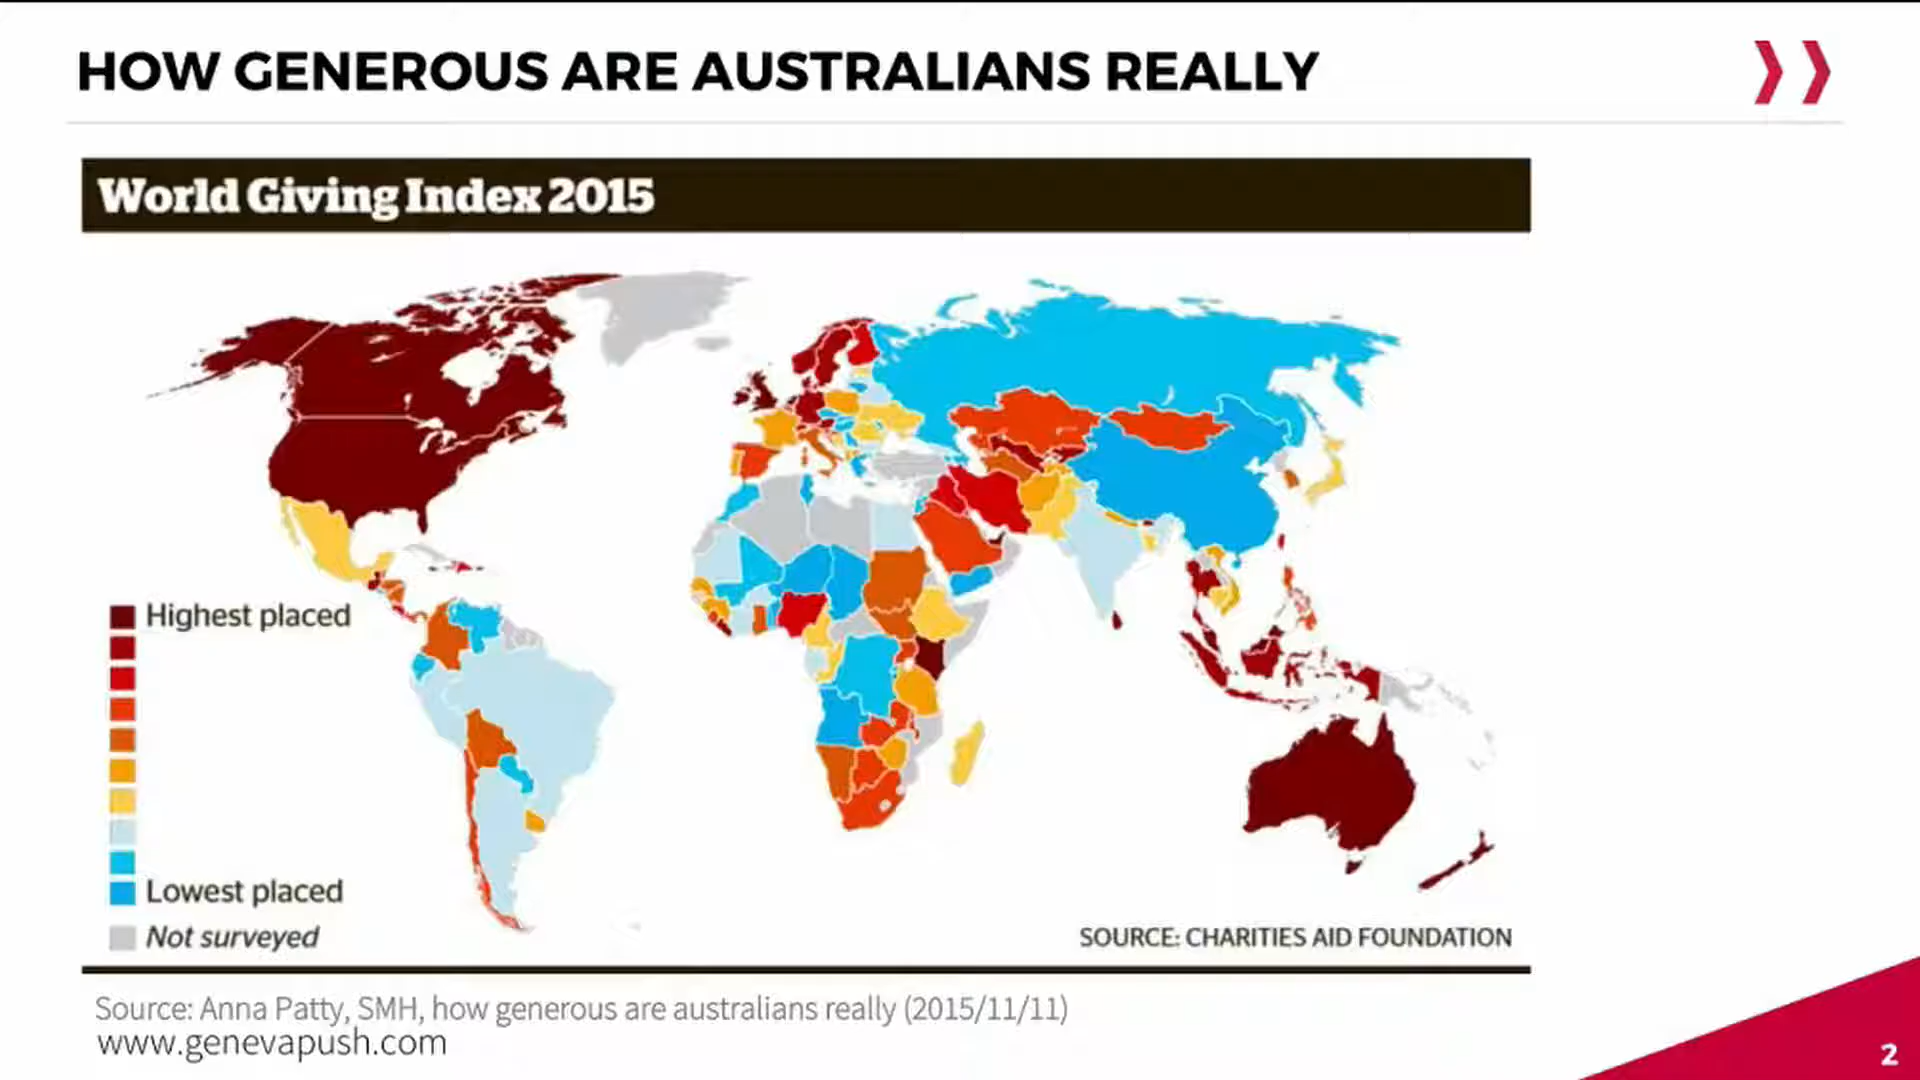 HOW GENEROUS ARE AUSTRALIANS REALLY
World Giving Index 2015
Highest placed
Lowest placed
Not surveyed
SOURCE: CHARITIES AID FOUNDATION
Source: Anna Patty, SMH, how generous are australians really (2015/11/11)
www.genevapush.com
2